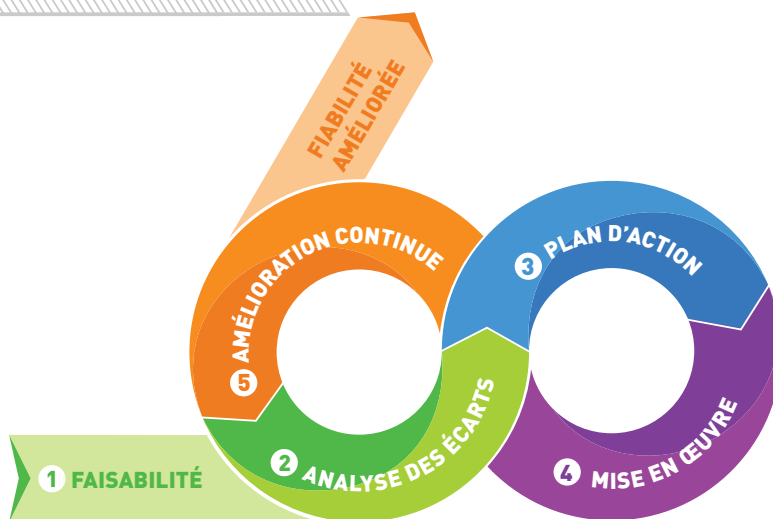 FIABILITÉ
AMÉLIORÉE
5 AMÉLIORATION CONTINUE
3 PLAN D'ACTION
1 FAISABILITÉ
2 ANALYSE DES ÉCARTS
4 MISE EN ŒUVRE